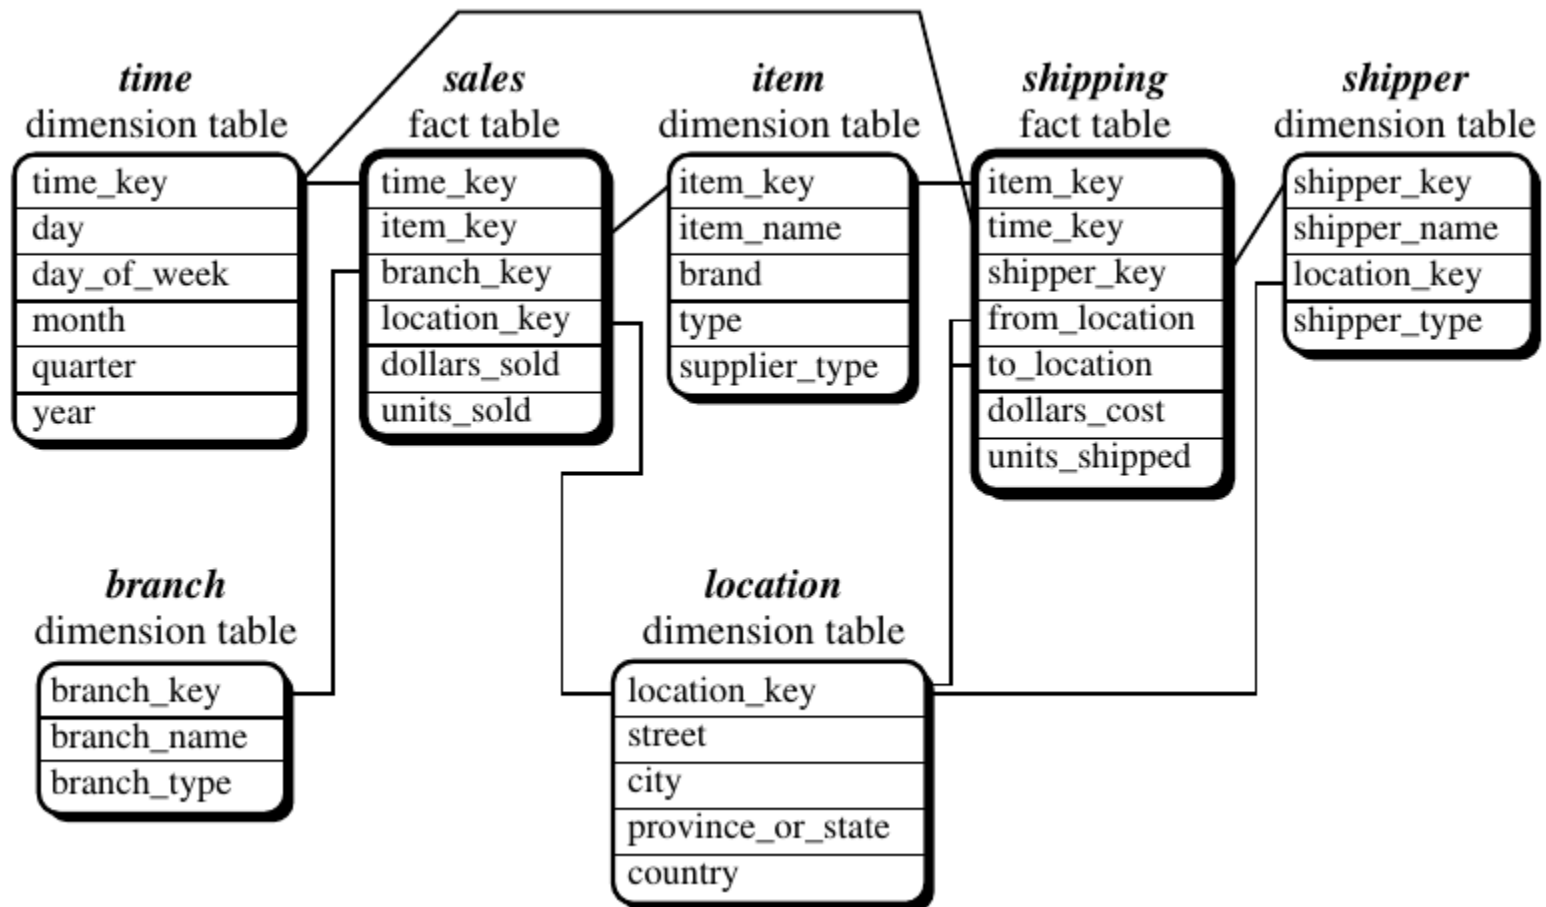 time
dimension table
time_key
day
day_of_week
month
quarter
year
sales
fact table
time_key
item_key
branch_key
location_key
dollars_sold
units_sold
item
dimension table
item_key
item_name
brand
type
supplier_type
shipping
fact table
item_key
time_key
shipper_key
from_location
to_location
dollars_cost
units_shipped
shipper
dimension table
shipper_key
shipper_name
location_key
shipper_type
branch
dimension table
branch_key
branch_name
branch_type
location
dimension table
location_key
street
city
province_or_state
country